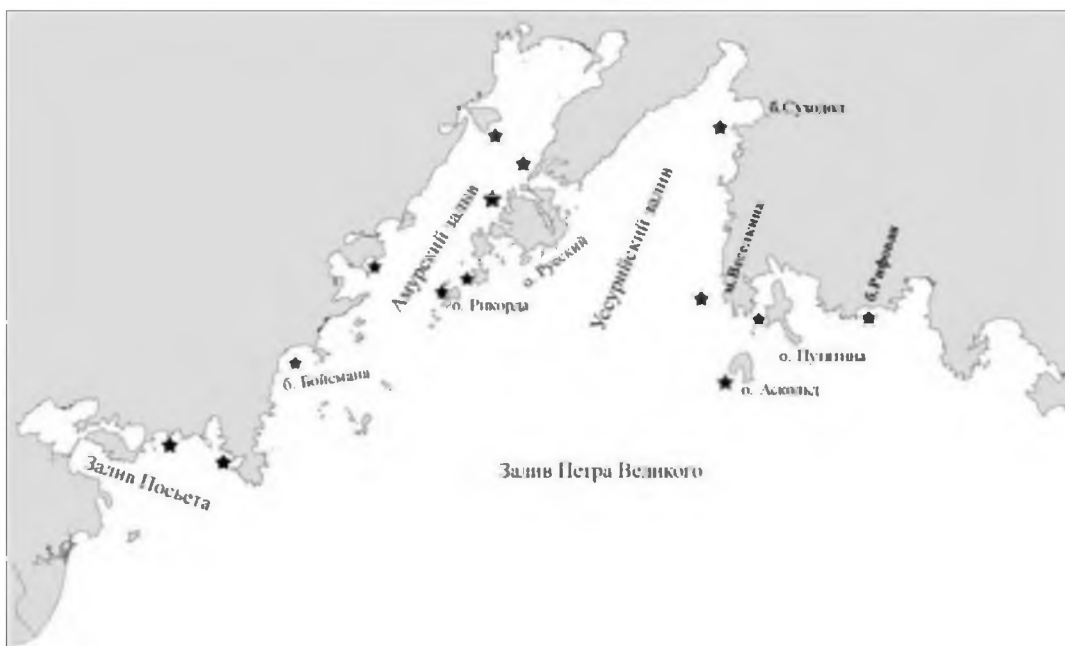 б.Суходол
Амурский залив
Уссурийский залив
о. Русский
м.Веселкина
б.Рифовая
о. Рикорда
о. Путятина
б. Бойсмана
о. Аскольд
Залив Посьета
Залив Петра Великого